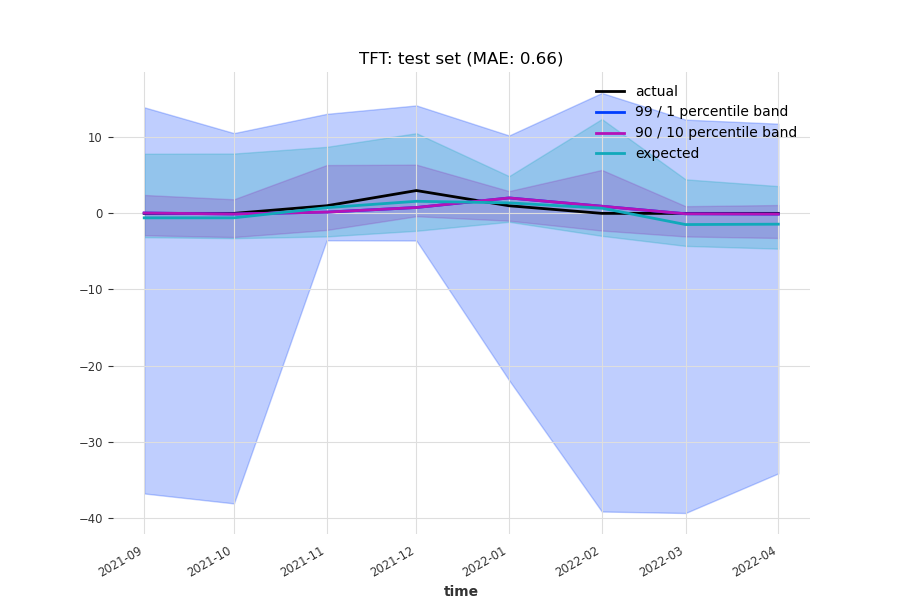 TFT: test set (MAE: 0.66)
actual
99 / 1 percentile band
90 / 10 percentile band
expected
10
0
−10
−20
−30
−40
2021-09
2021-10
2021-11
2021-12
2022-01
2022-02
2022-03
2022-04
time